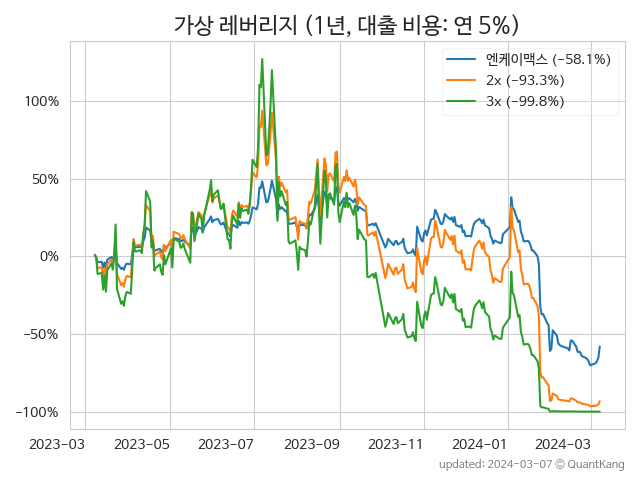 가상 레버리지 (1년, 대출 비용: 연 5%)
엔케이맥스 (−58.1%)
2x (−93.3%)
3x (−99.8%)
100%
50%
0%
−50%
−100%
2023-03 2023-05 2023-07 2023-09 2023-11 2024-01 2024-03
updated: 2024-03-07 © QuantKang